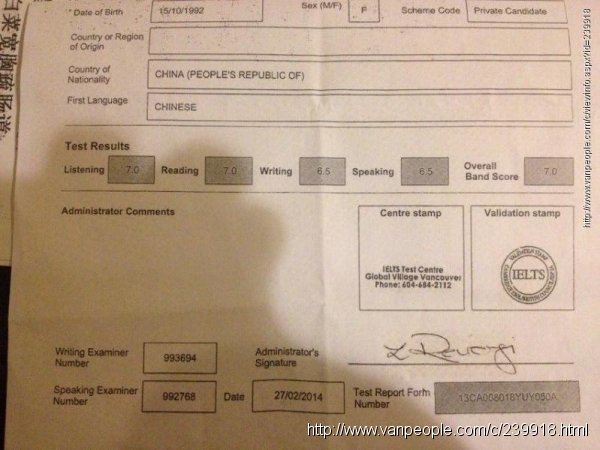 Date of Birth 15/10/1992 Sex (M/F) F Scheme Code Private Candidate
Country or Region
of Origin
Country of
Nationality CHINA (PEOPLE'S REPUBLIC OF)
First Language CHINESE
Test Results
Listening 7.0 Reading 7.0 Writing 6.5 Speaking 6.5 Overall Band Score 7.0
Administrator Comments
Centre stamp
IELTS Test Centre
Global Village Vancouver
Phone: 604-684-2112
Validation stamp
IELTS
Writing Examiner
Number 993694
Administrator's
Signature
Speaking Examiner
Number 992768
Date 27/02/2014
Test Report Form
Number
http://www.vanpeople.com/c/239918.html
http://www.vanpeople.com/c/viewinfo.asp?id=239918